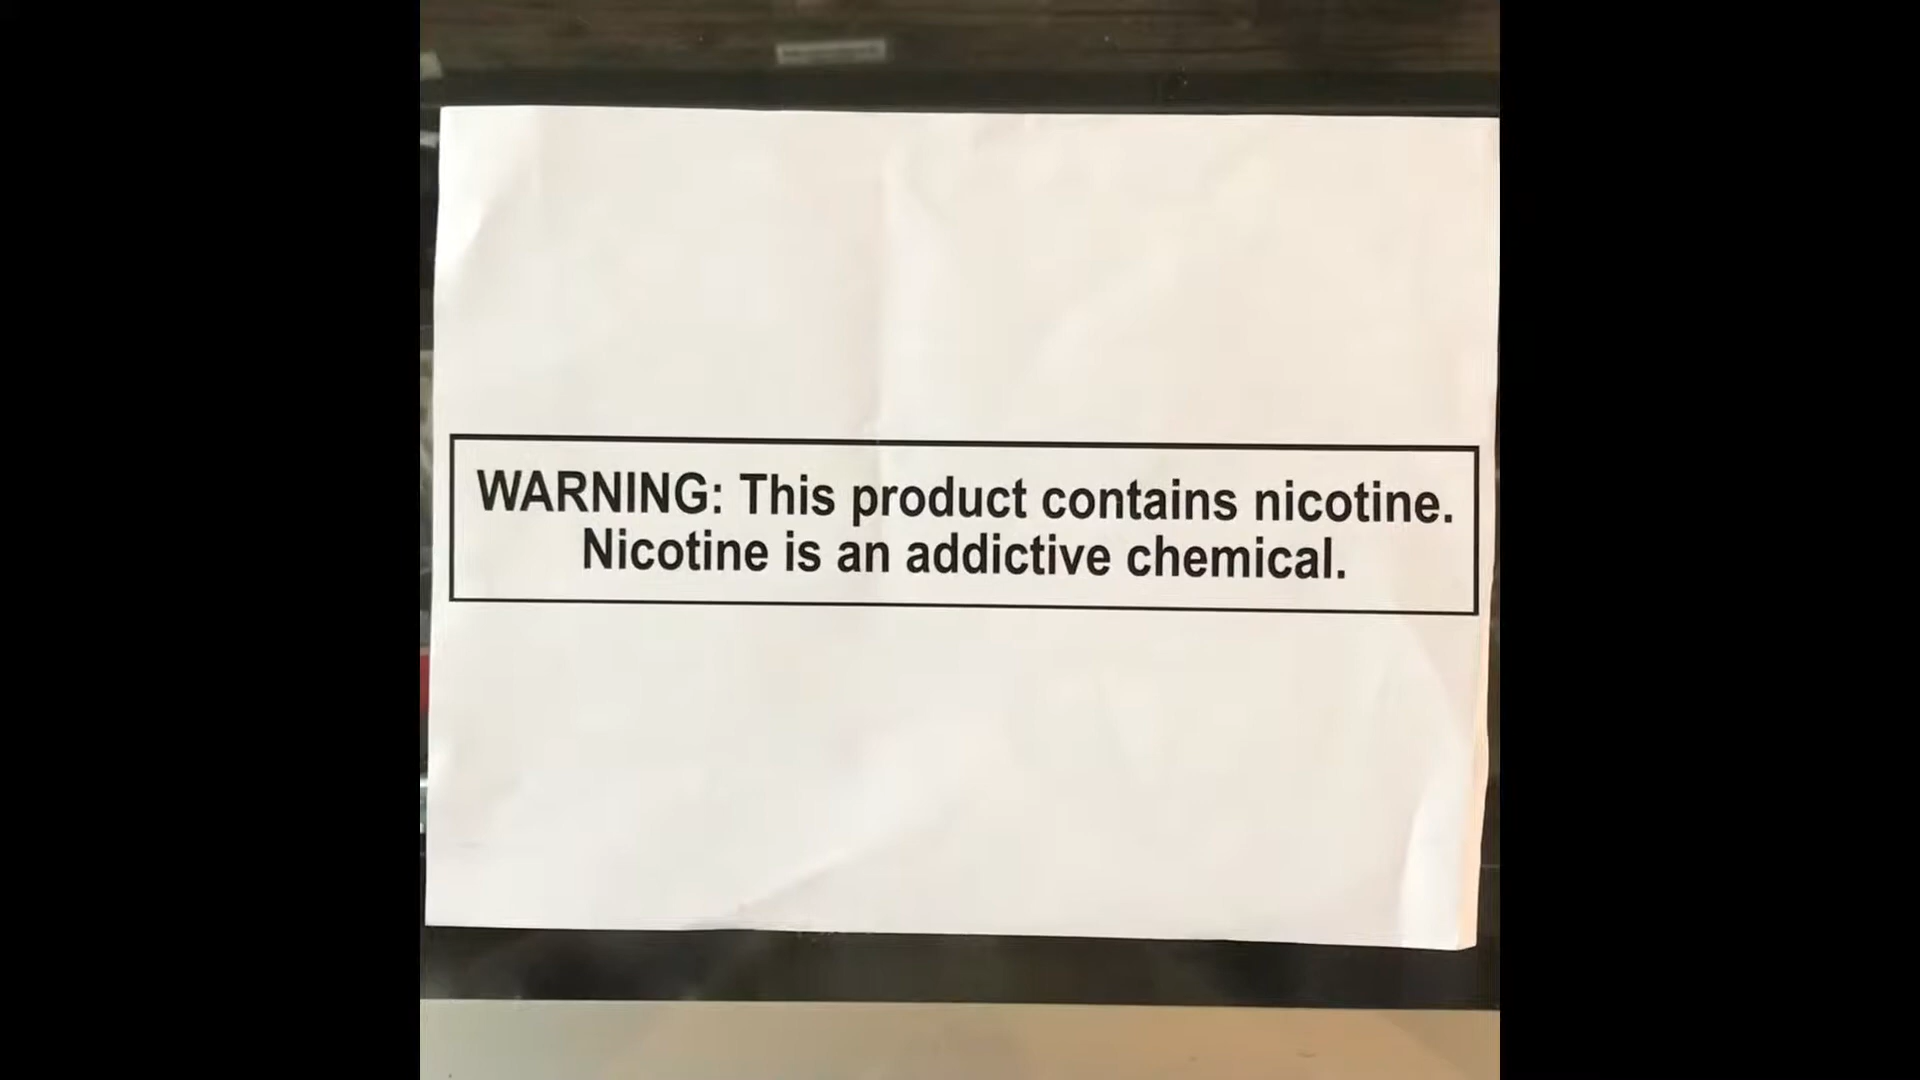 WARNING: This product contains nicotine.
Nicotine is an addictive chemical.